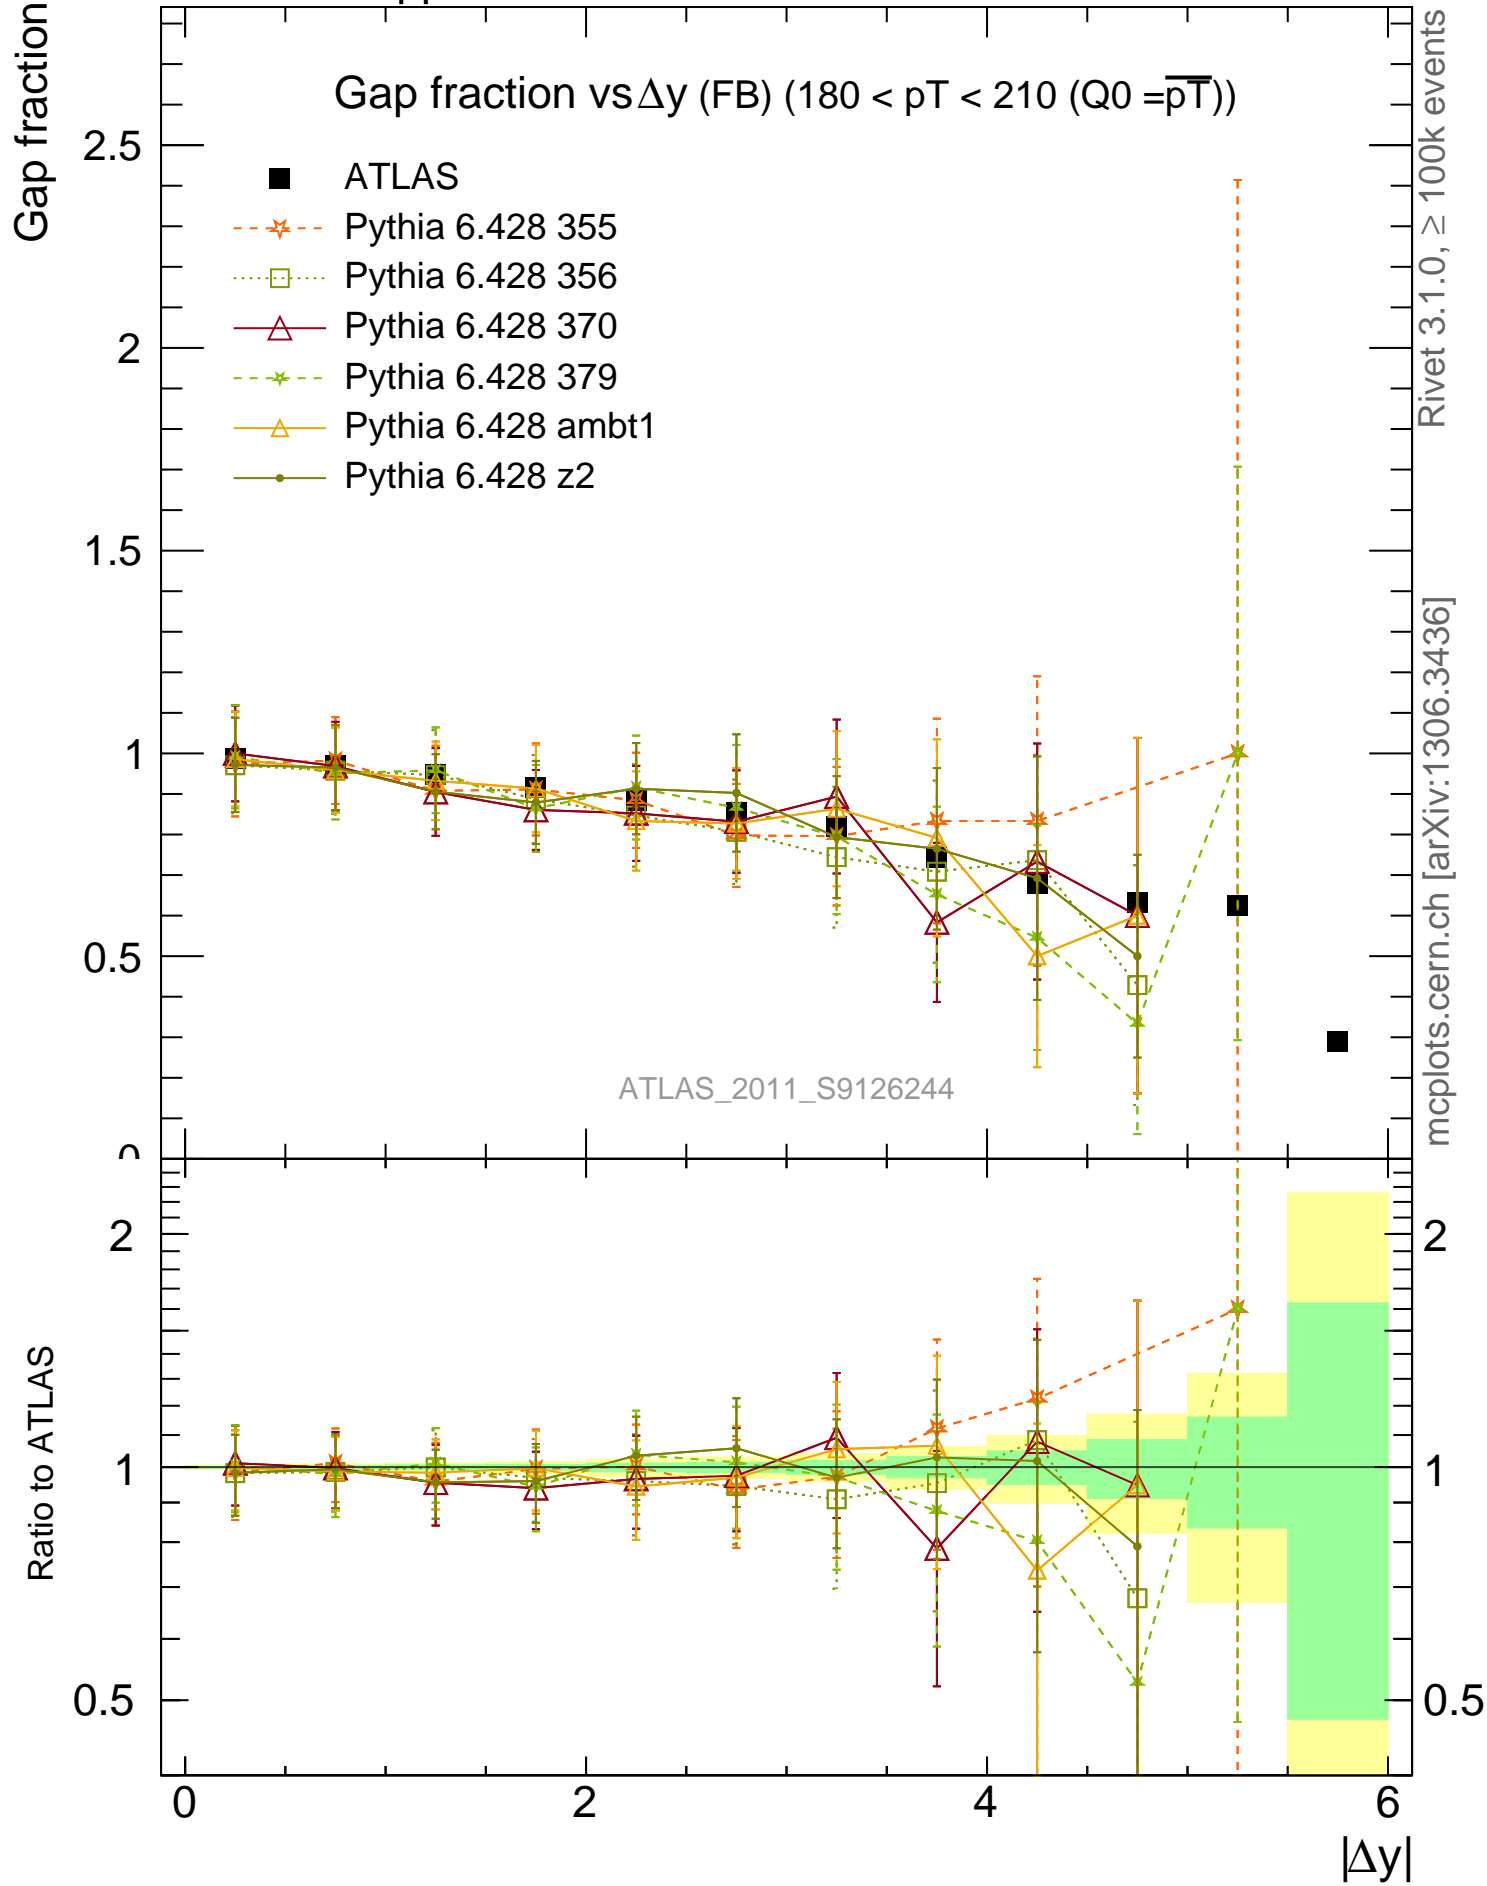 Gap fraction
Gap fraction vs Δy (FB) (180 < pT < 210 (Q0 = p̅T̅))
ATLAS
Pythia 6.428 355
Pythia 6.428 356
Pythia 6.428 370
Pythia 6.428 379
Pythia 6.428 ambt1
Pythia 6.428 z2
2.5
2
1.5
1
0.5
0
ATLAS_2011_S9126244
Rivet 3.1.0, ≥ 100k events
mcplots.cern.ch [arXiv:1306.3436]
Ratio to ATLAS
2
1
0.5
2
1
0.5
0
2
4
6
|Δy|